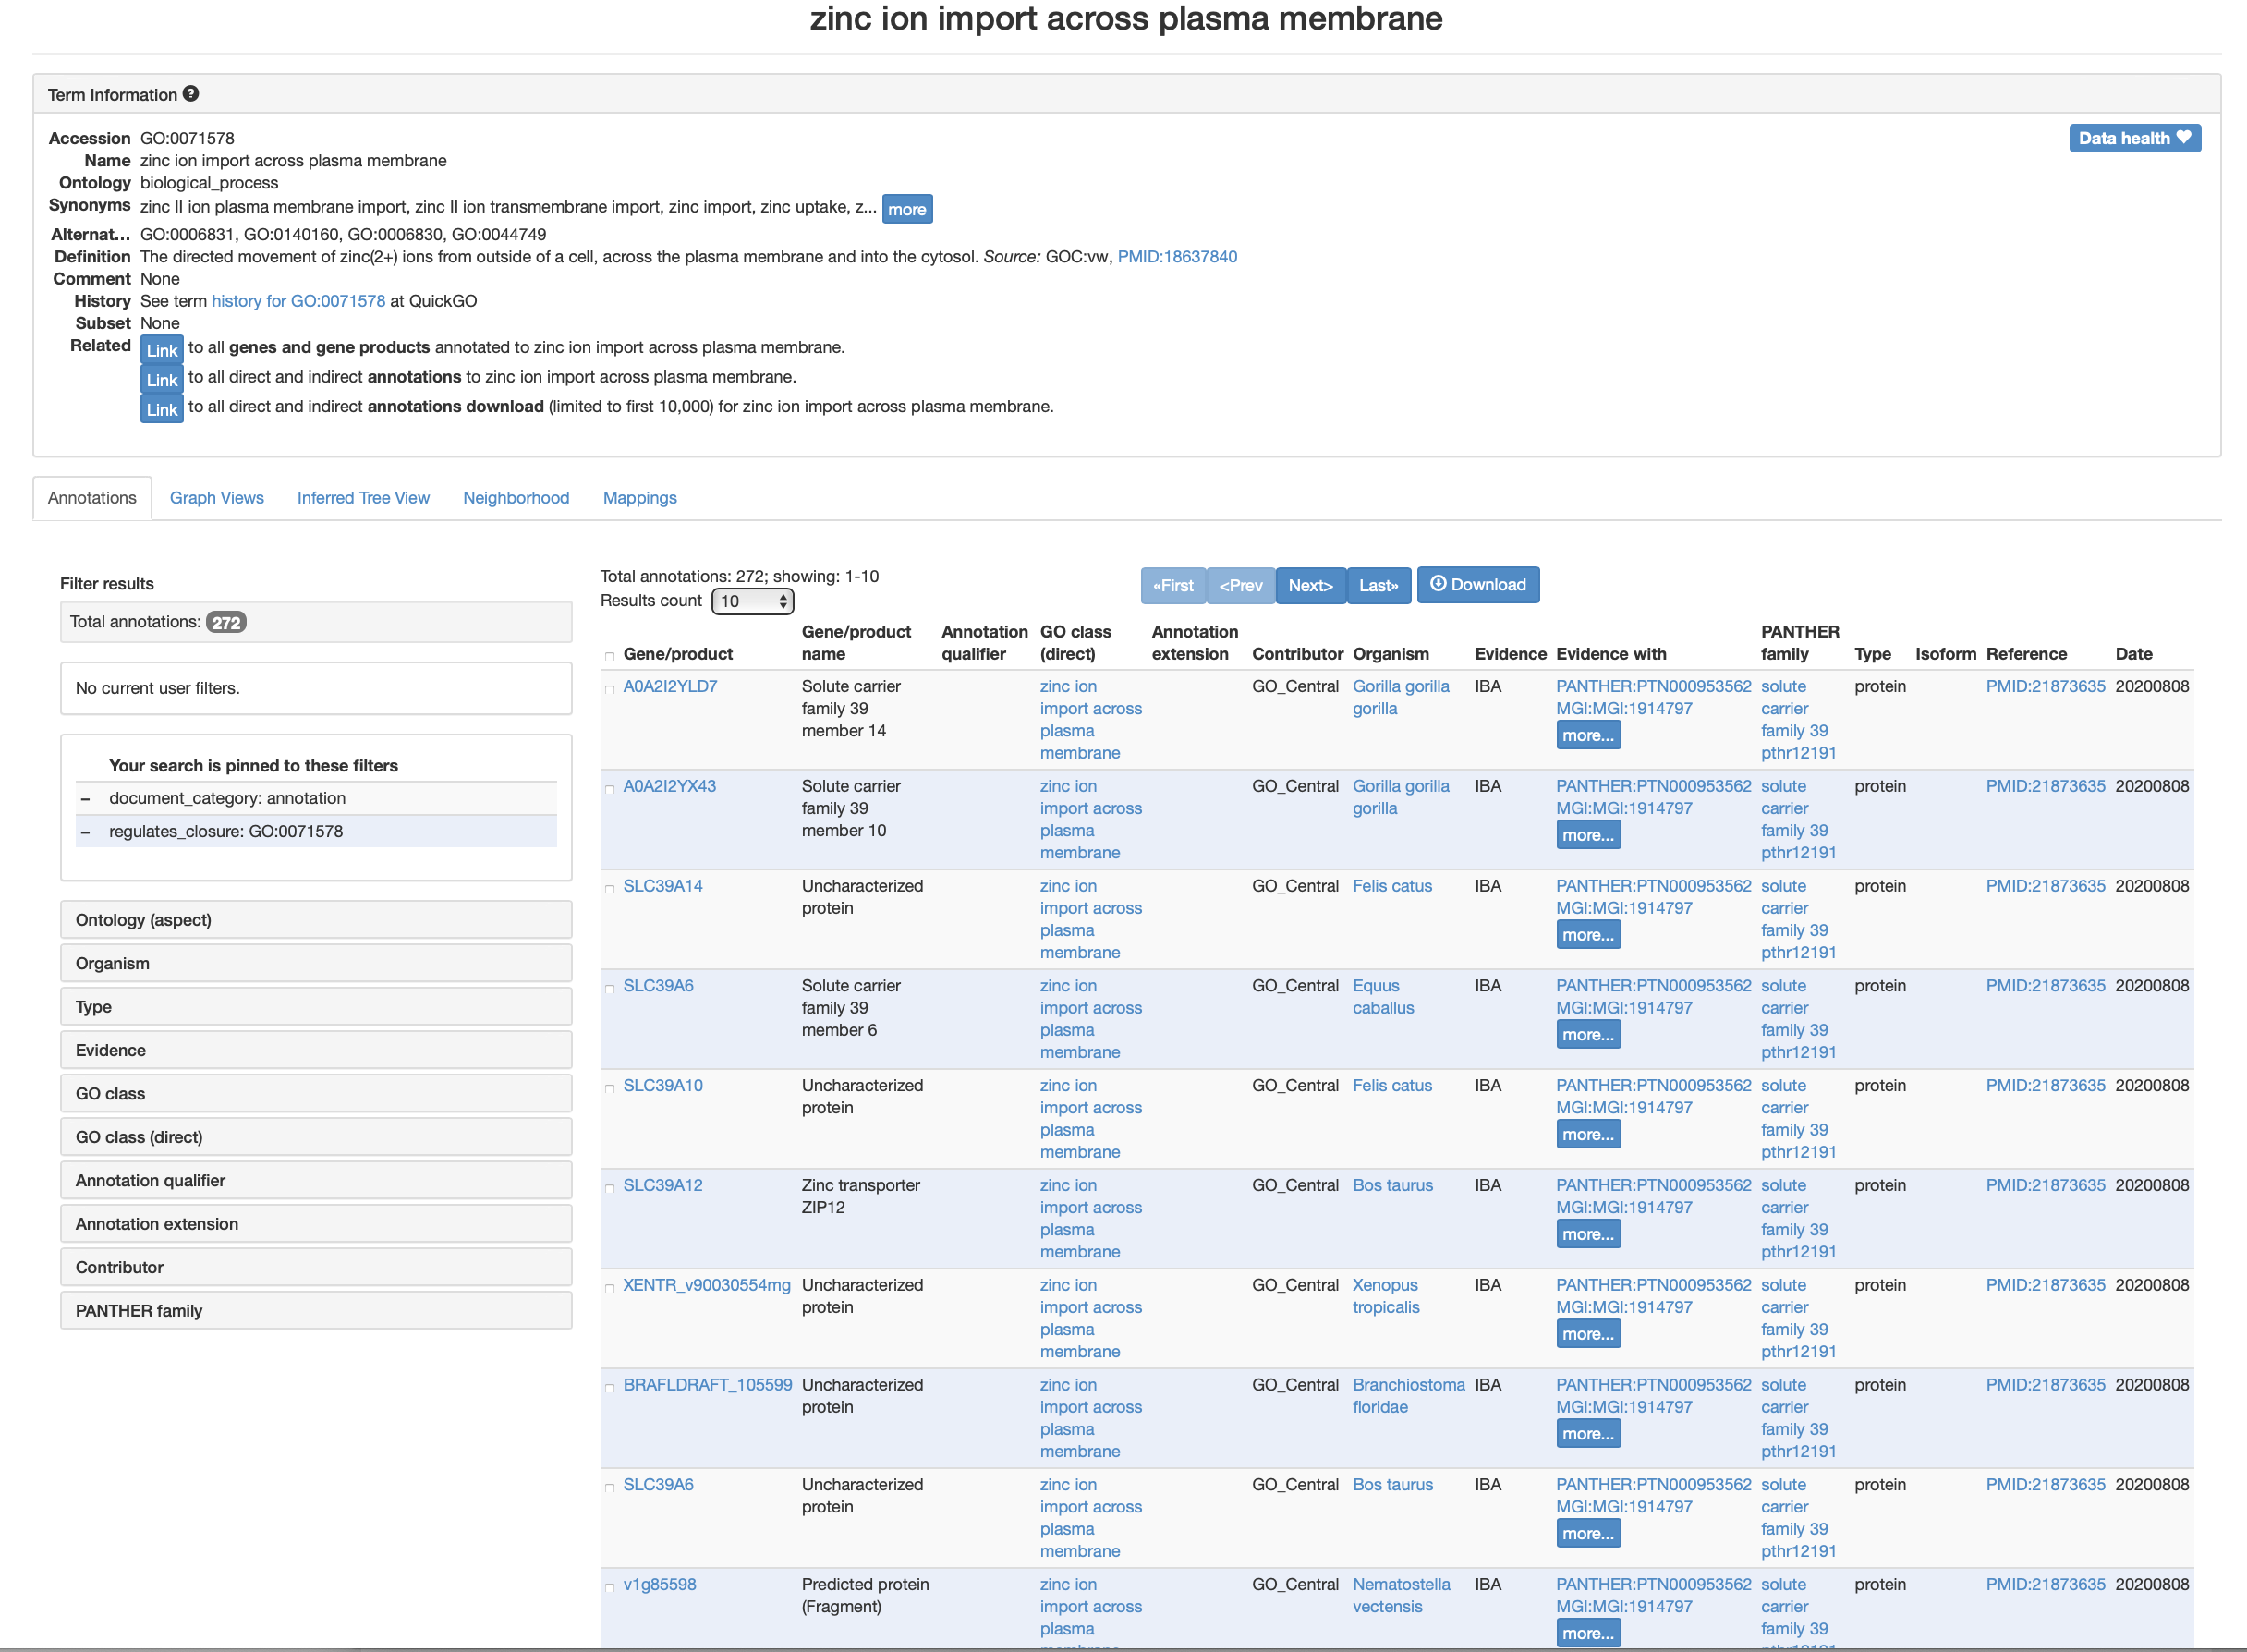 zinc ion import across plasma membrane
Term Information
Data health
Accession GO:0071578
Name zinc ion import across plasma membrane
Ontology biological_process
Synonyms zinc II ion plasma membrane import, zinc II ion transmembrane import, zinc import, zinc uptake, z... more
Alternat... GO:0006831, GO:0140160, GO:0006830, GO:0044749
Definition The directed movement of zinc(2+) ions from outside of a cell, across the plasma membrane and into the cytosol. Source: GOC:vw, PMID:18637840
Comment None
History See term history for GO:0071578 at QuickGO
Subset None
Related Link to all genes and gene products annotated to zinc ion import across plasma membrane.
Link to all direct and indirect annotations to zinc ion import across plasma membrane.
Link to all direct and indirect annotations download (limited to first 10,000) for zinc ion import across plasma membrane.
Annotations Graph Views Inferred Tree View Neighborhood Mappings
Filter results
Total annotations: 272
No current user filters.
Your search is pinned to these filters
– document_category: annotation
– regulates_closure: GO:0071578
Ontology (aspect)
Organism
Type
Evidence
GO class
GO class (direct)
Annotation qualifier
Annotation extension
Contributor
PANTHER family
Total annotations: 272; showing: 1-10
Results count 10
«First <Prev Next> Last» Download
Gene/product Gene/product name Annotation qualifier GO class (direct) Annotation extension Contributor Organism Evidence Evidence with PANTHER family Type Isoform Reference Date
A0A2I2YLD7 Solute carrier zinc ion GO_Central Gorilla gorilla IBA PANTHER:PTN000953562 solute protein PMID:21873635 20200808
family 39 import across gorilla MGI:MGI:1914797 carrier
member 14 plasma more... family 39
membrane pthr12191
A0A2I2YX43 Solute carrier zinc ion GO_Central Gorilla gorilla IBA PANTHER:PTN000953562 solute protein PMID:21873635 20200808
family 39 import across gorilla MGI:MGI:1914797 carrier
member 10 plasma more... family 39
membrane pthr12191
SLC39A14 Uncharacterized zinc ion GO_Central Felis catus IBA PANTHER:PTN000953562 solute protein PMID:21873635 20200808
protein import across MGI:MGI:1914797 carrier
plasma more... family 39
membrane pthr12191
SLC39A6 Solute carrier zinc ion GO_Central Equus IBA PANTHER:PTN000953562 solute protein PMID:21873635 20200808
family 39 import across caballus MGI:MGI:1914797 carrier
member 6 plasma more... family 39
membrane pthr12191
SLC39A10 Uncharacterized zinc ion GO_Central Felis catus IBA PANTHER:PTN000953562 solute protein PMID:21873635 20200808
protein import across MGI:MGI:1914797 carrier
plasma more... family 39
membrane pthr12191
SLC39A12 Zinc transporter zinc ion GO_Central Bos taurus IBA PANTHER:PTN000953562 solute protein PMID:21873635 20200808
ZIP12 import across MGI:MGI:1914797 carrier
plasma more... family 39
membrane pthr12191
XENTR_v90030554mg Uncharacterized zinc ion GO_Central Xenopus IBA PANTHER:PTN000953562 solute protein PMID:21873635 20200808
protein import across tropicalis MGI:MGI:1914797 carrier
plasma more... family 39
membrane pthr12191
BRAFLDRAFT_105599 Uncharacterized zinc ion GO_Central Branchiostoma IBA PANTHER:PTN000953562 solute protein PMID:21873635 20200808
protein import across floridae MGI:MGI:1914797 carrier
plasma more... family 39
membrane pthr12191
SLC39A6 Uncharacterized zinc ion GO_Central Bos taurus IBA PANTHER:PTN000953562 solute protein PMID:21873635 20200808
protein import across MGI:MGI:1914797 carrier
plasma more... family 39
membrane pthr12191
v1g85598 Predicted protein zinc ion GO_Central Nematostella IBA PANTHER:PTN000953562 solute protein PMID:21873635 20200808
(Fragment) import across vectensis MGI:MGI:1914797 carrier
plasma more... family 39